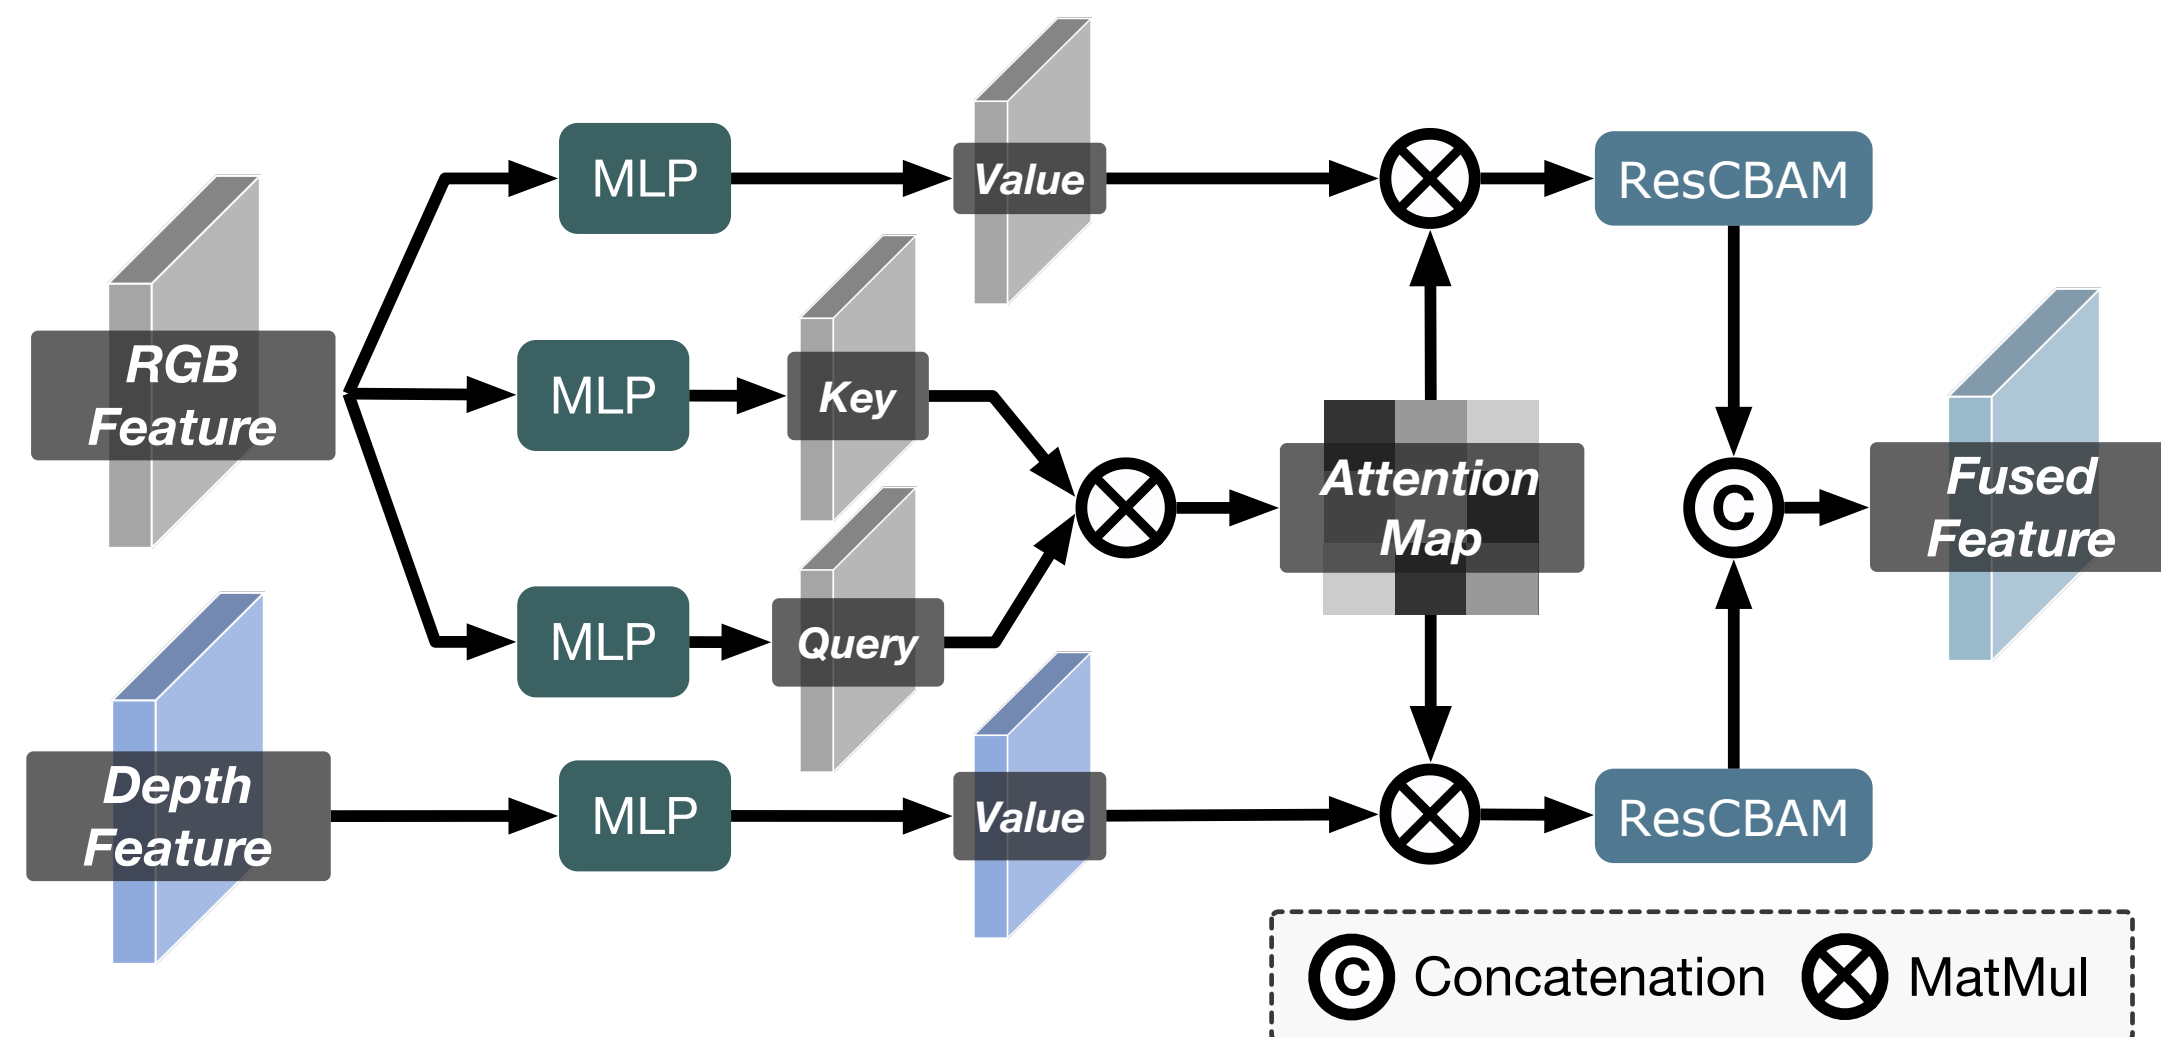 RGB
Feature
MLP
Value
ResCBAM
MLP
Key
MLP
Query
Attention
Map
C
Fused
Feature
Depth
Feature
MLP
Value
ResCBAM
C Concatenation
MatMul